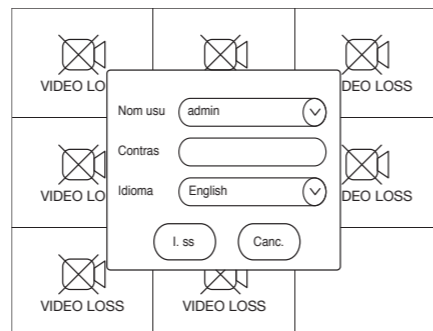 VIDEO LO
DEO LOSS
Nom usu
admin
Contras
Idioma
English
VIDEO LO
DEO LOSS
I. ss
Canc.
VIDEO LOSS
VIDEO LOSS